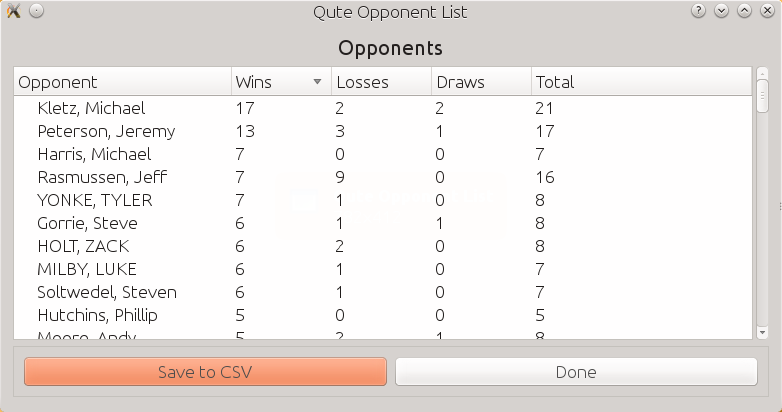 Qute Opponent List
Opponents
Opponent Wins Losses Draws Total
Kletz, Michael 17 2 2 21
Peterson, Jeremy 13 3 1 17
Harris, Michael 7 0 0 7
Rasmussen, Jeff 7 9 0 16
YONKE, TYLER 7 1 0 8
Gorrie, Steve 6 1 1 8
HOLT, ZACK 6 2 0 8
MILBY, LUKE 6 1 0 7
Soltwedel, Steven 6 1 0 7
Hutchins, Phillip 5 0 0 5
Moore, Andy 5 2 1 8
Save to CSV Done